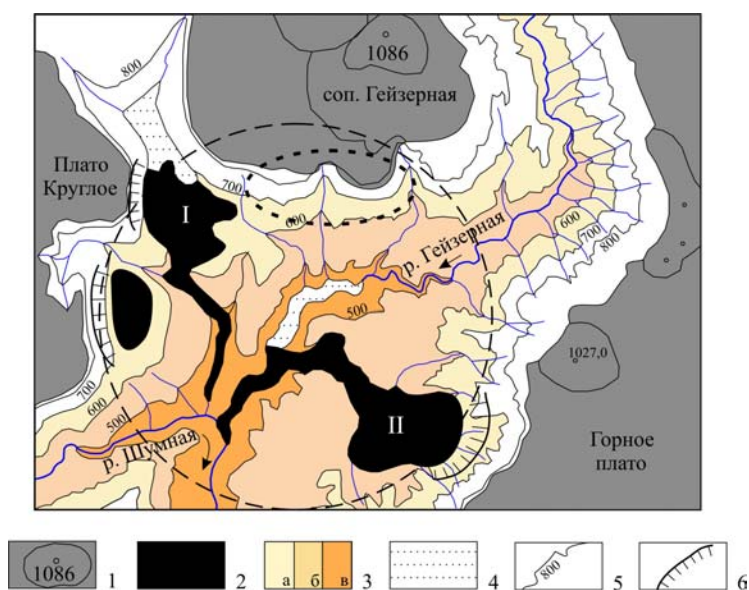 800
1086
соп. Гейзерная
Плато
Круглое
I
700
600
р. Гейзерная
600
700
800
500
1027,0
700
600
500
II
р. Шумная
Горное
плато
1086 1
2
а б в 3
4
800 5
6